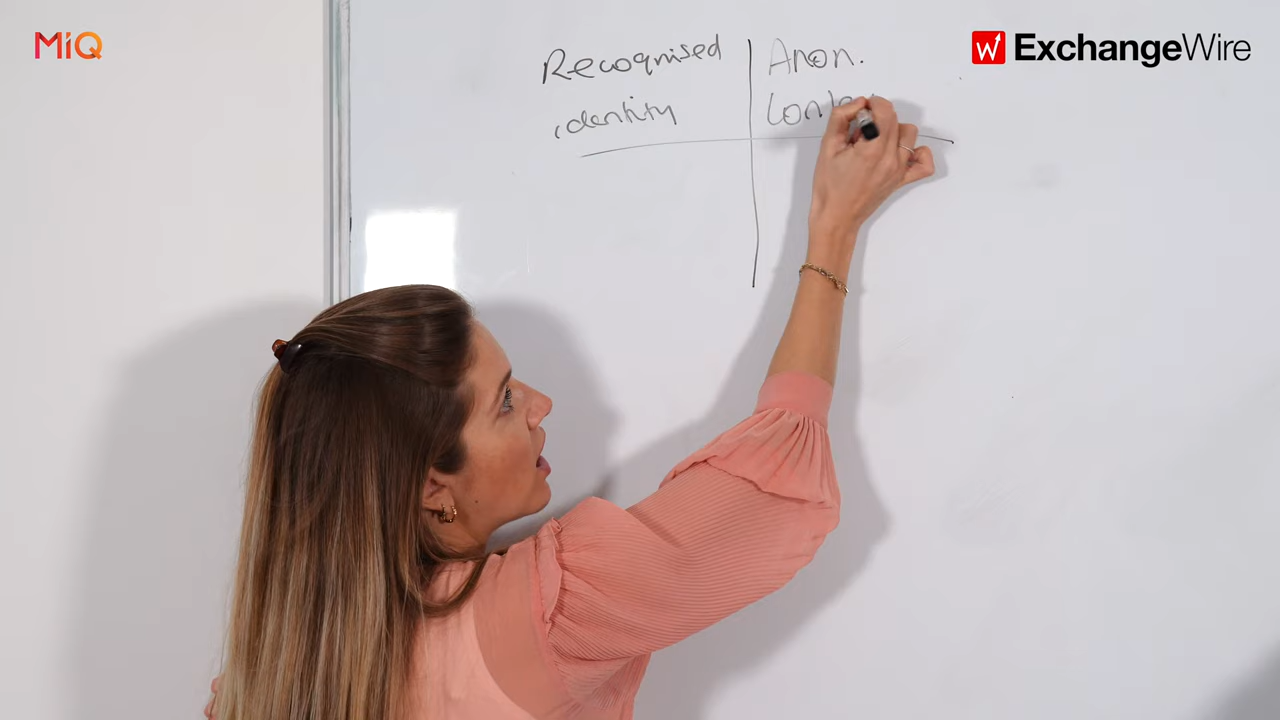 MiQ
ExchangeWire
Recognised
identity
Anon.